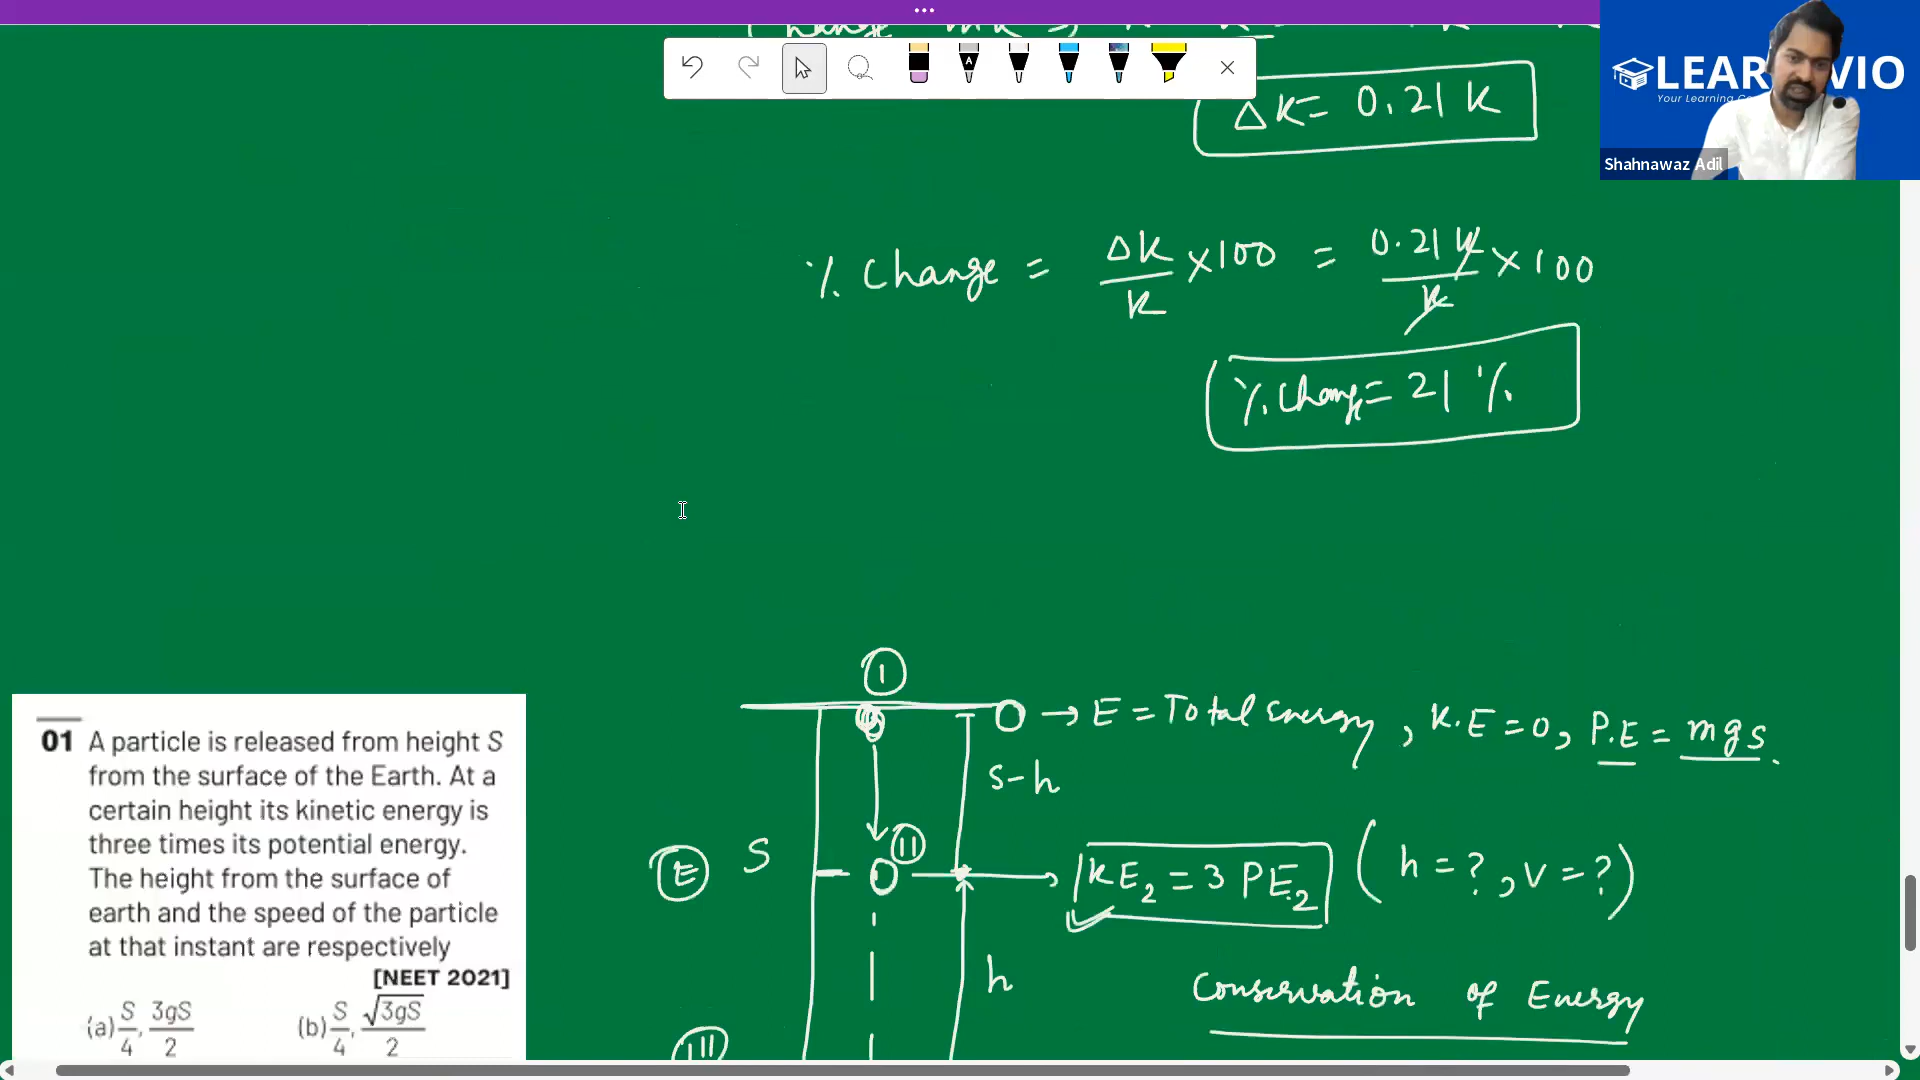 ΔK = 0.21 K
LEAR VIO
Your Learning
Shahnawaz Adil
% Change = ΔK/K ×100 = 0.21K/K ×100
% Change = 21 %
I
→ E = Total energy, K.E = 0, P.E = mgs.
S-h
II
E S
KE₂ = 3 PE₂ (h = ?, v = ?)
h
Conservation of Energy
III
01 A particle is released from height S
from the surface of the Earth. At a
certain height its kinetic energy is
three times its potential energy.
The height from the surface of
earth and the speed of the particle
at that instant are respectively
[NEET 2021]
(a) S/4, 3gS/2 (b) S/4, √3gS/2